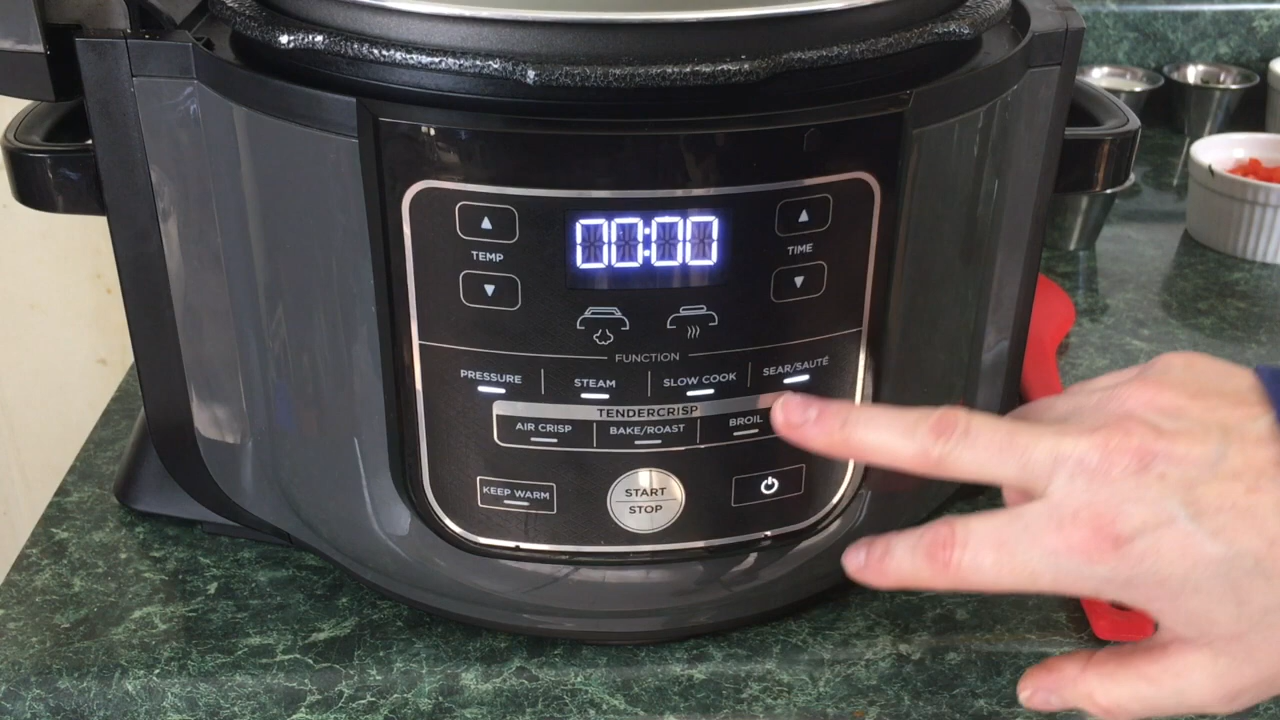 00:00
TEMP
TIME
FUNCTION
PRESSURE
STEAM
SLOW COOK
SEAR/SAUTÉ
TENDERCRISP
AIR CRISP
BAKE/ROAST
BROIL
KEEP WARM
START
STOP